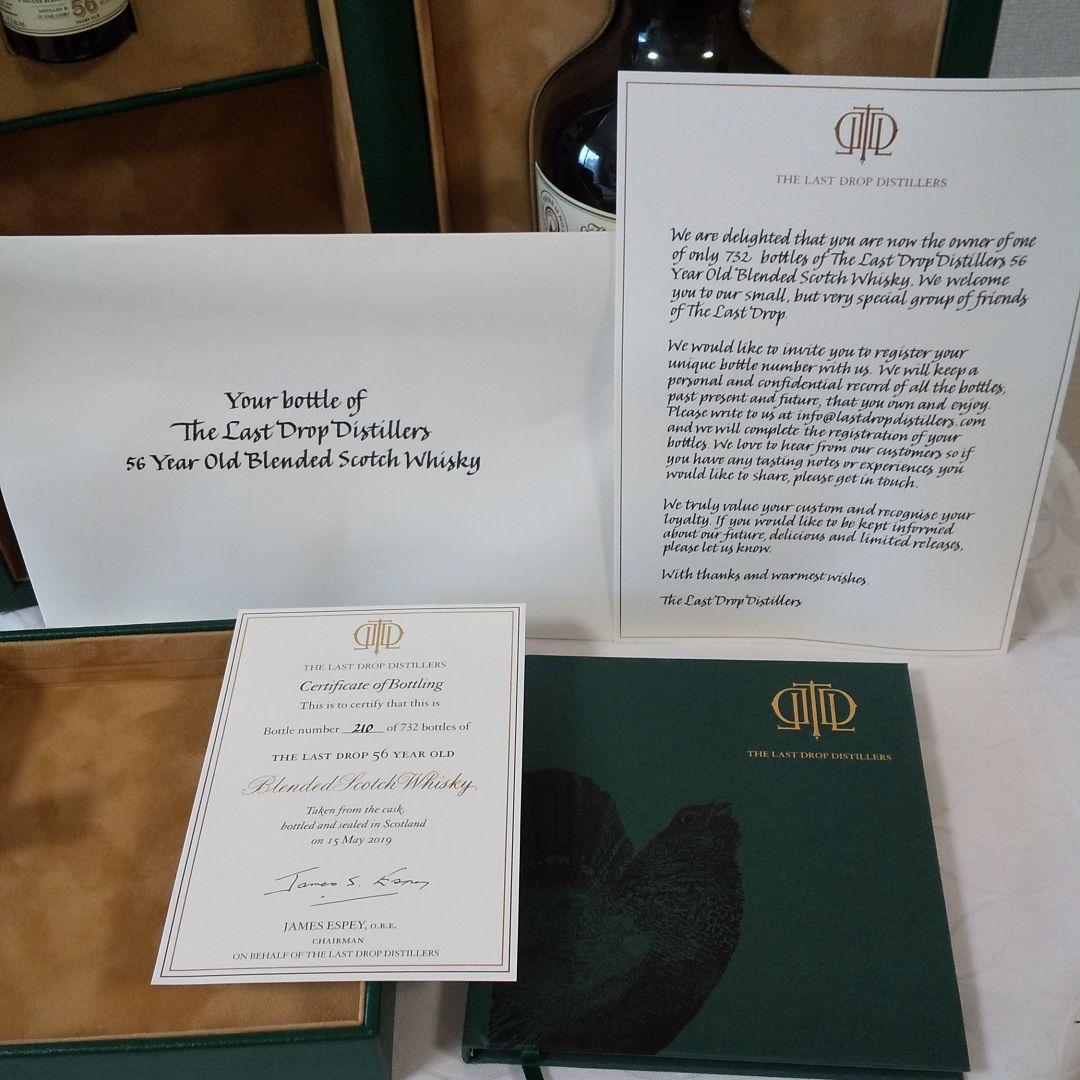 56
YEARS OLD
THE LAST DROP DISTILLERS
We are delighted that you are now the owner of one
of only 732 bottles of The Last Drop Distillers 56
Year Old Blended Scotch Whisky. We welcome
you to our small, but very special group of friends
of The Last Drop.
We would like to invite you to register your
unique bottle number with us. We will keep a
personal and confidential record of all the bottles,
past present and future, that you own and enjoy.
Please write to us at info@lastdropdistillers.com
and we will complete the registration of your
bottles. We love to hear from our customers so if
you have any tasting notes or experiences you
would like to share, please get in touch.
We truly value your custom and recognise your
loyalty. If you would like to be kept informed
about our future, delicious and limited releases,
please let us know.
With thanks and warmest wishes,
The Last Drop Distillers
Your bottle of
The Last Drop Distillers
56 Year Old Blended Scotch Whisky
THE LAST DROP DISTILLERS
Certificate of Bottling
This is to certify that this is
Bottle number 210 of 732 bottles of
THE LAST DROP 56 YEAR OLD
Blended Scotch Whisky
Taken from the cask,
bottled and sealed in Scotland
on 15 May 2019
James S. Espey
JAMES ESPEY, O.B.E.
CHAIRMAN
ON BEHALF OF THE LAST DROP DISTILLERS
THE LAST DROP DISTILLERS